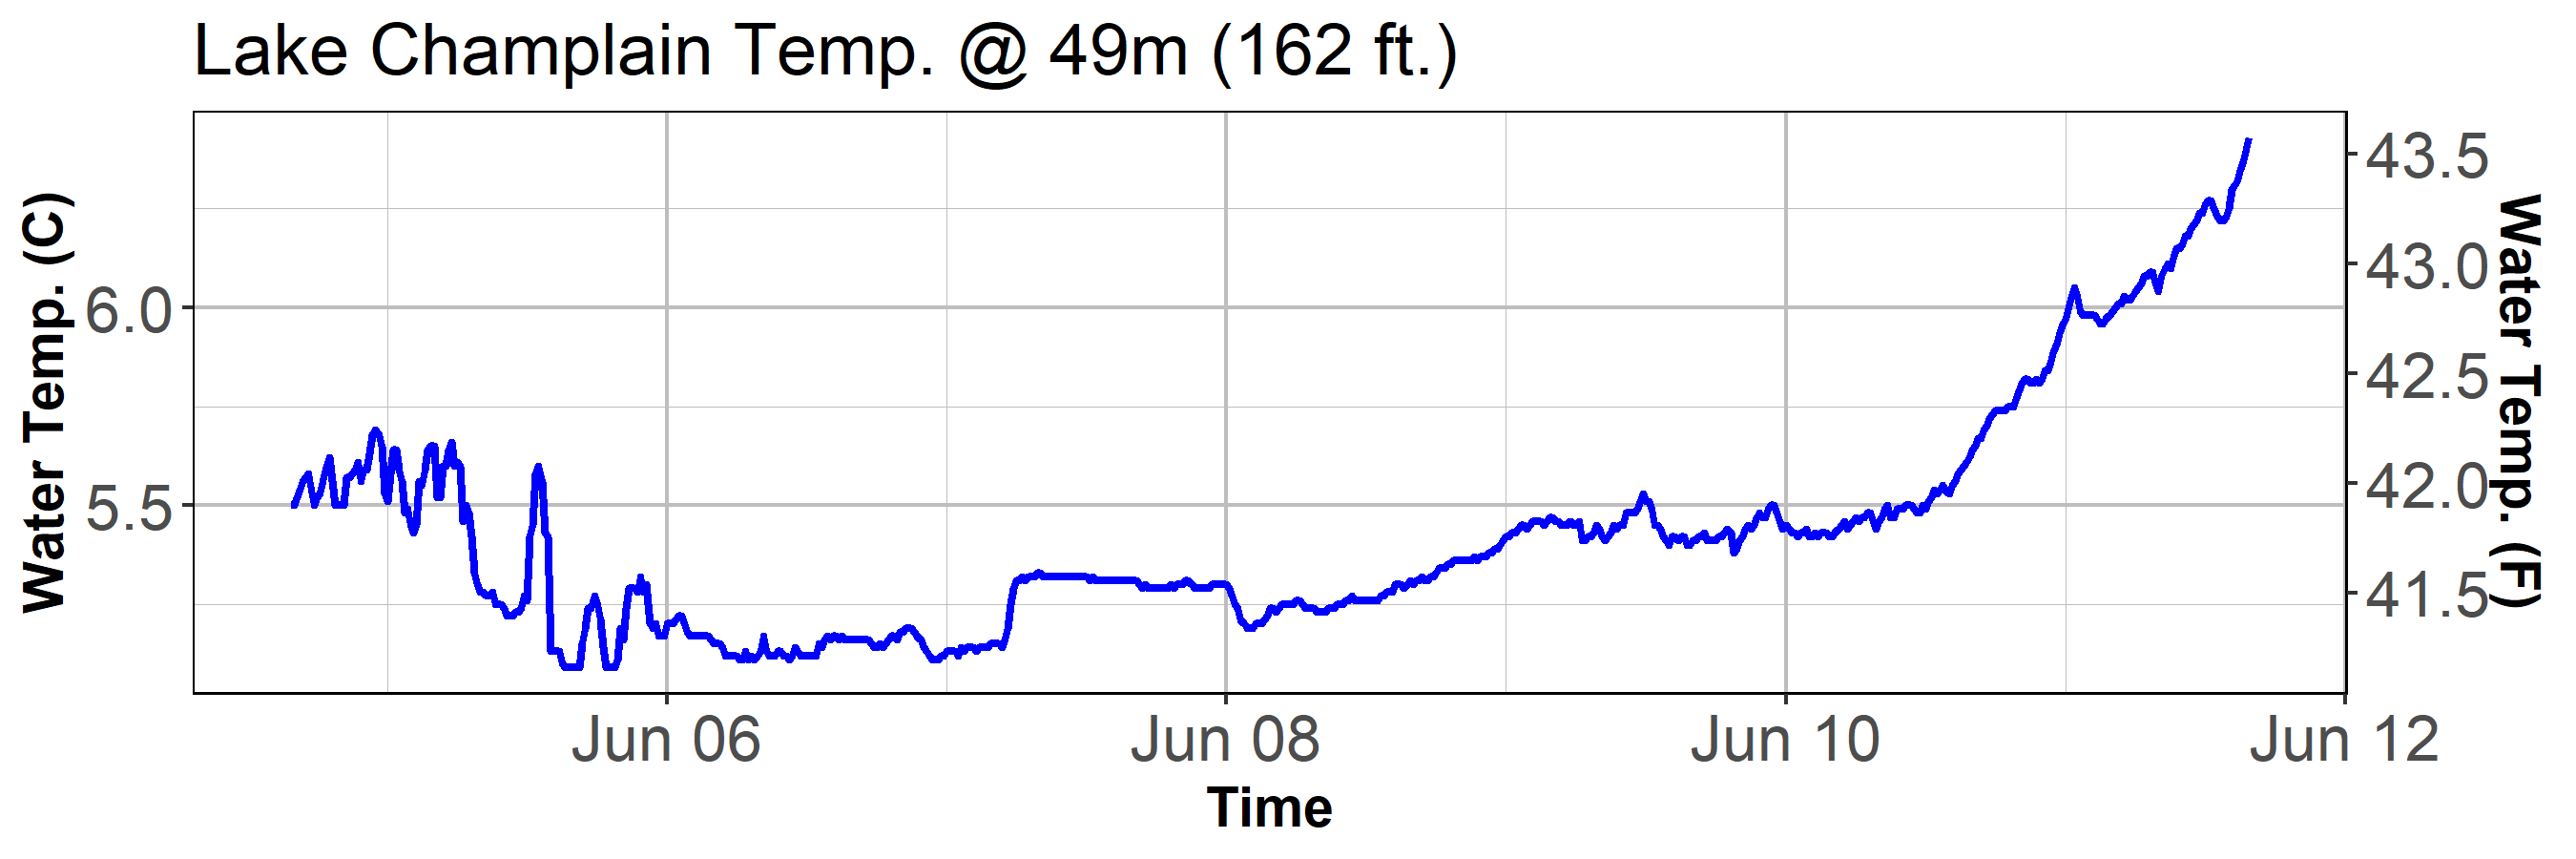 Lake Champlain Temp. @ 49m (162 ft.)
Water Temp. (C)
6.0
5.5
43.5
43.0
42.5
42.0
41.5
Water Temp. (F)
Jun 06 Jun 08 Jun 10 Jun 12
Time